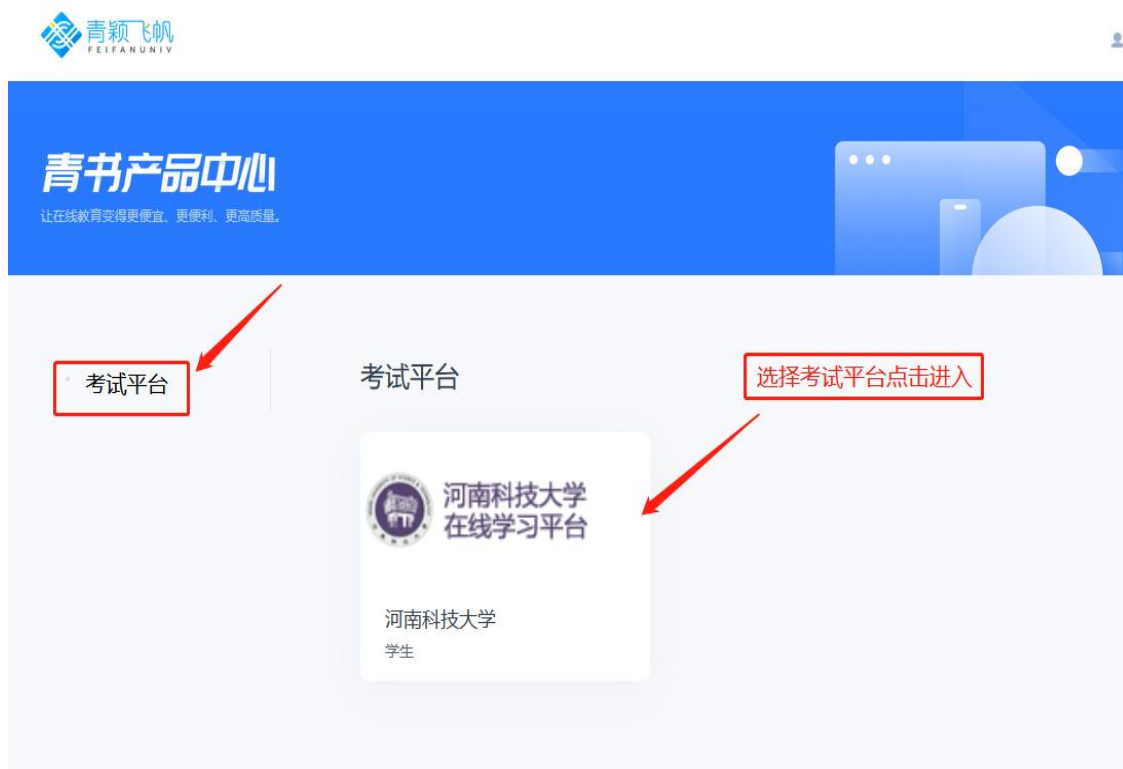 青颖飞帆
FEIFANUNIV
青书产品中心
让在线教育变得更便宜、更便利、更高质量。
考试平台
考试平台
选择考试平台点击进入
河南科技大学
在线学习平台
河南科技大学
学生